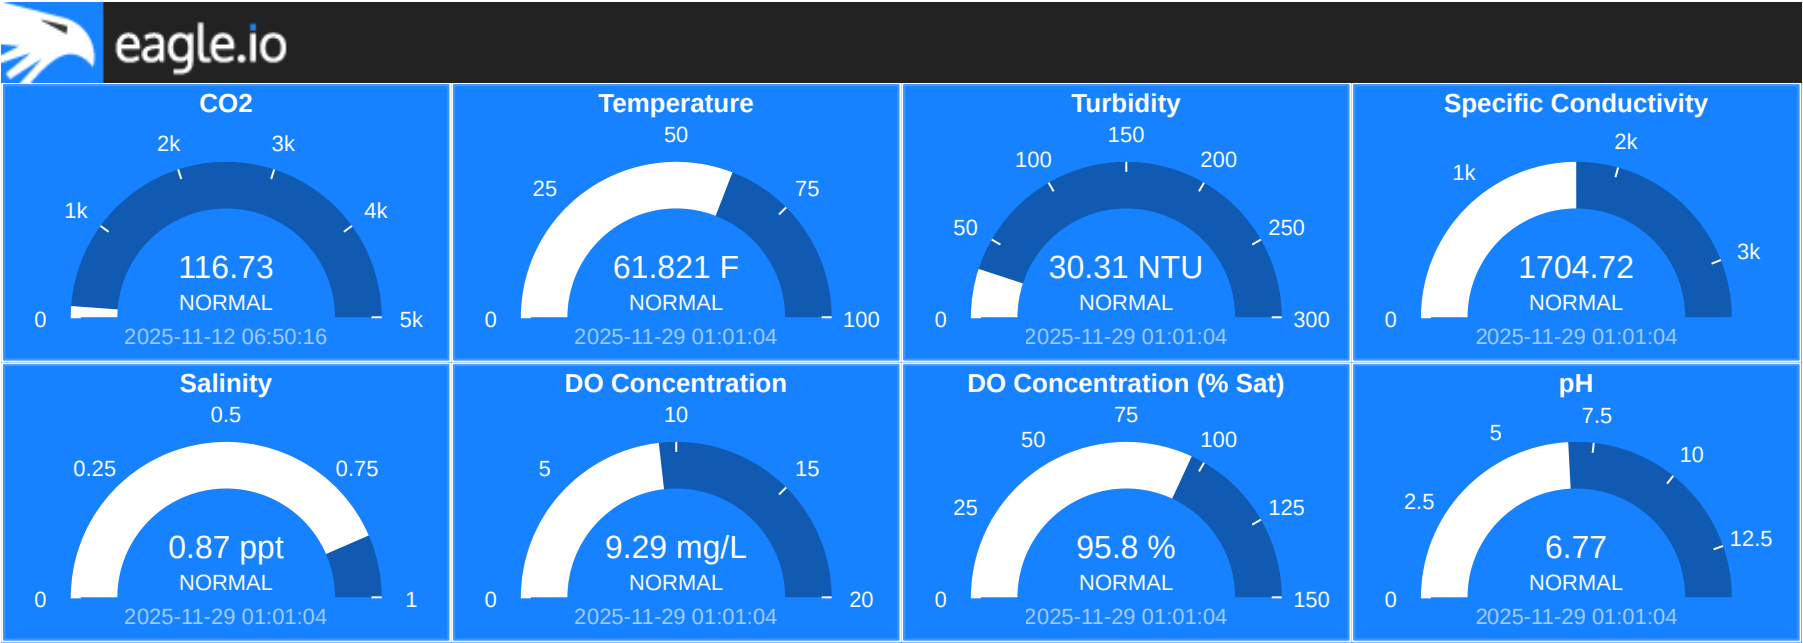 eagle.io
CO2
0
1k
2k
3k
4k
5k
116.73
NORMAL
2025-11-12 06:50:16
Temperature
0
25
50
75
100
61.821 F
NORMAL
2025-11-29 01:01:04
Turbidity
0
50
100
150
200
250
300
30.31 NTU
NORMAL
2025-11-29 01:01:04
Specific Conductivity
0
1k
2k
3k
1704.72
NORMAL
2025-11-29 01:01:04
Salinity
0
0.25
0.5
0.75
1
0.87 ppt
NORMAL
2025-11-29 01:01:04
DO Concentration
0
5
10
15
20
9.29 mg/L
NORMAL
2025-11-29 01:01:04
DO Concentration (% Sat)
0
25
50
75
100
125
150
95.8 %
NORMAL
2025-11-29 01:01:04
pH
0
2.5
5
7.5
10
12.5
6.77
NORMAL
2025-11-29 01:01:04